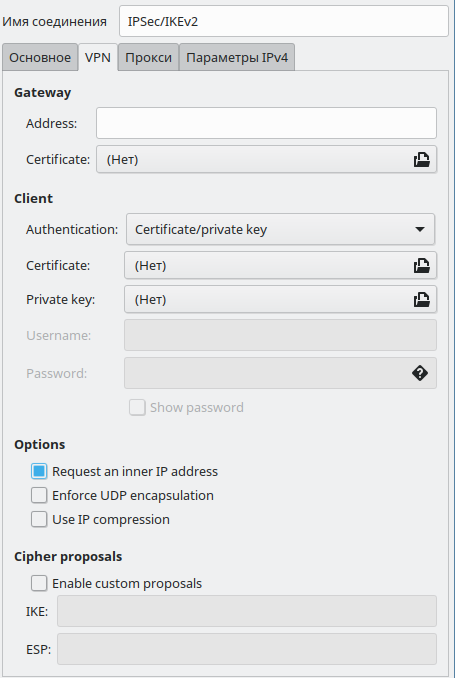 Имя соединения IPSec/IKEv2
Основное VPN Прокси Параметры IPv4
Gateway
Address:
Certificate: (Нет)
Client
Authentication: Certificate/private key
Certificate: (Нет)
Private key: (Нет)
Username:
Password:
Show password
Options
Request an inner IP address
Enforce UDP encapsulation
Use IP compression
Cipher proposals
Enable custom proposals
IKE:
ESP: